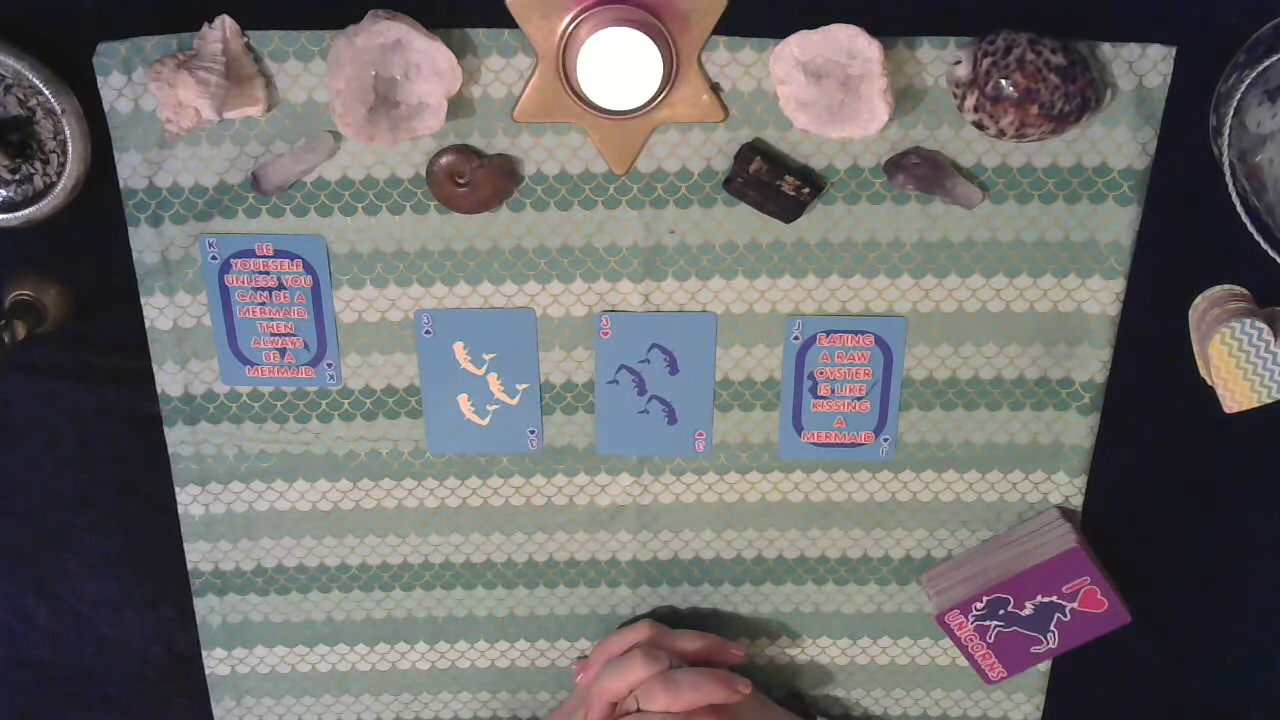 K
BE
YOURSELF
UNLESS YOU
CAN BE A
MERMAID,
THEN
ALWAYS
BE A
MERMAID
K
3
3
3
3
J
EATING
A RAW
OYSTER
IS LIKE
KISSING
A
MERMAID
J
I
UNICORNS